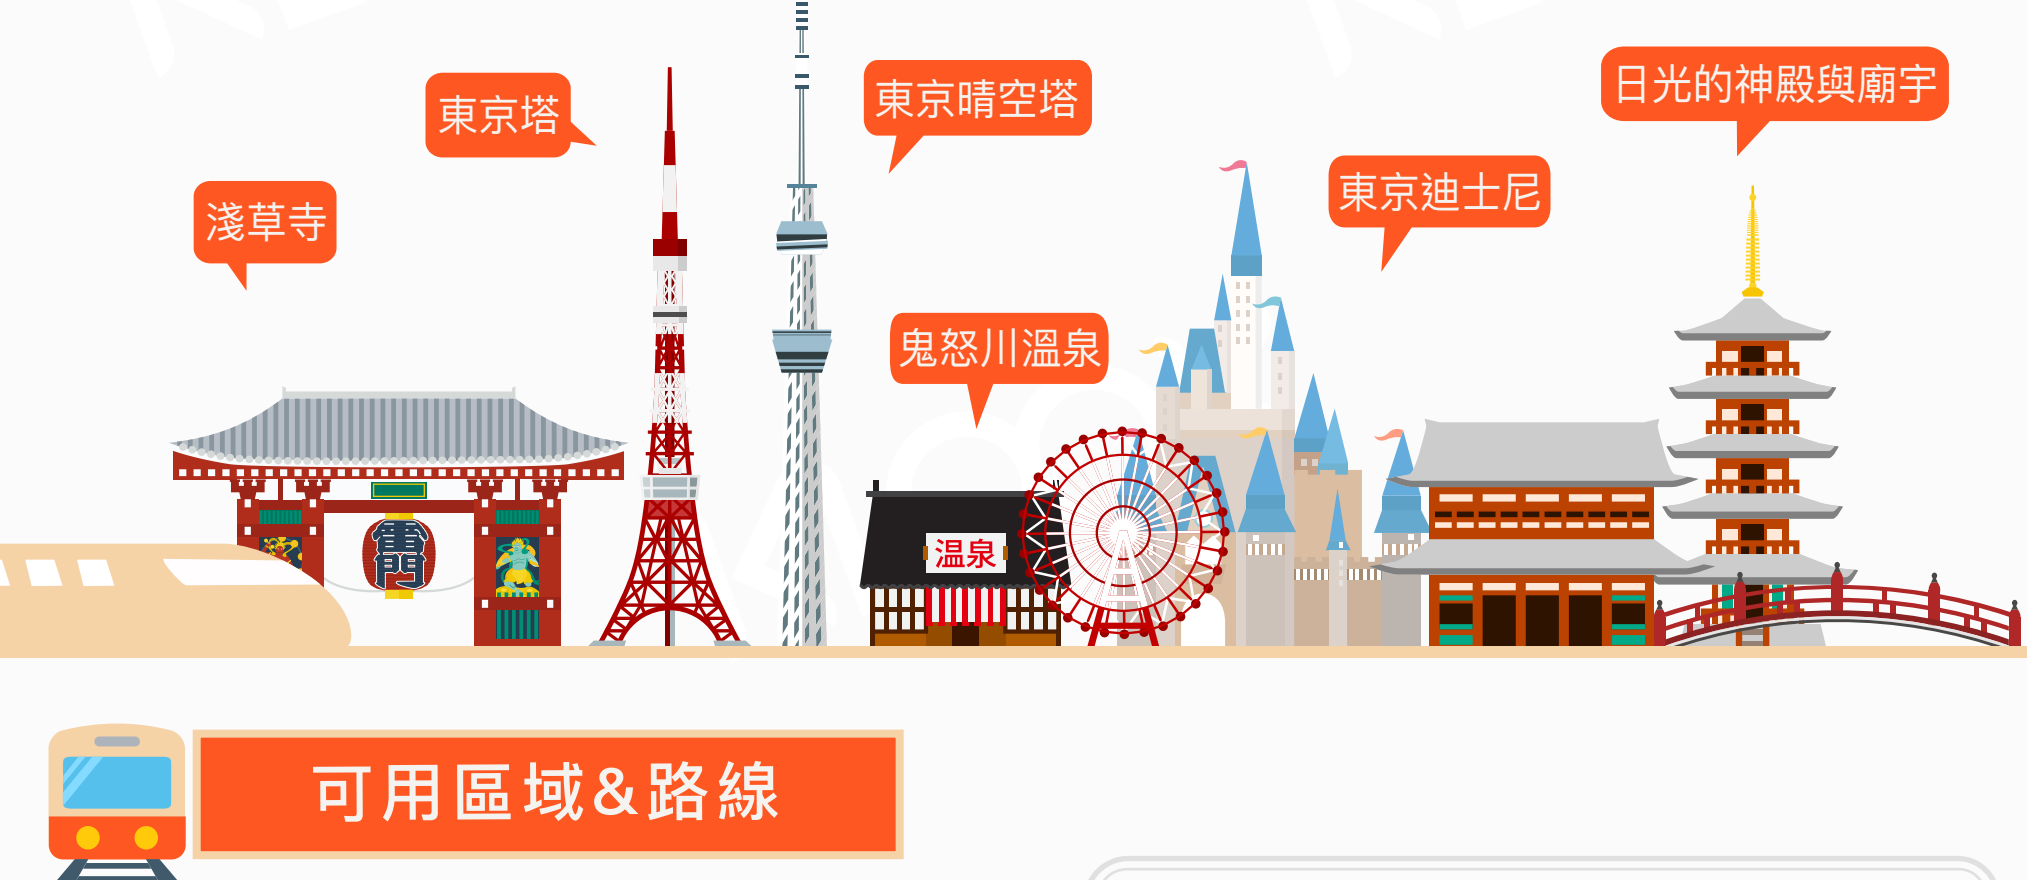 東京塔
東京晴空塔
日光的神殿與廟宇
淺草寺
東京迪士尼
鬼怒川溫泉
温泉
可用區域&路線